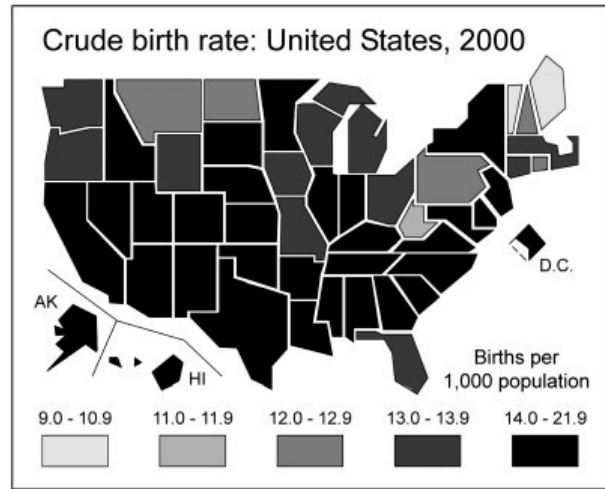 Crude birth rate: United States, 2000
D.C.
AK
HI
Births per
1,000 population
9.0 - 10.9 11.0 - 11.9 12.0 - 12.9 13.0 - 13.9 14.0 - 21.9